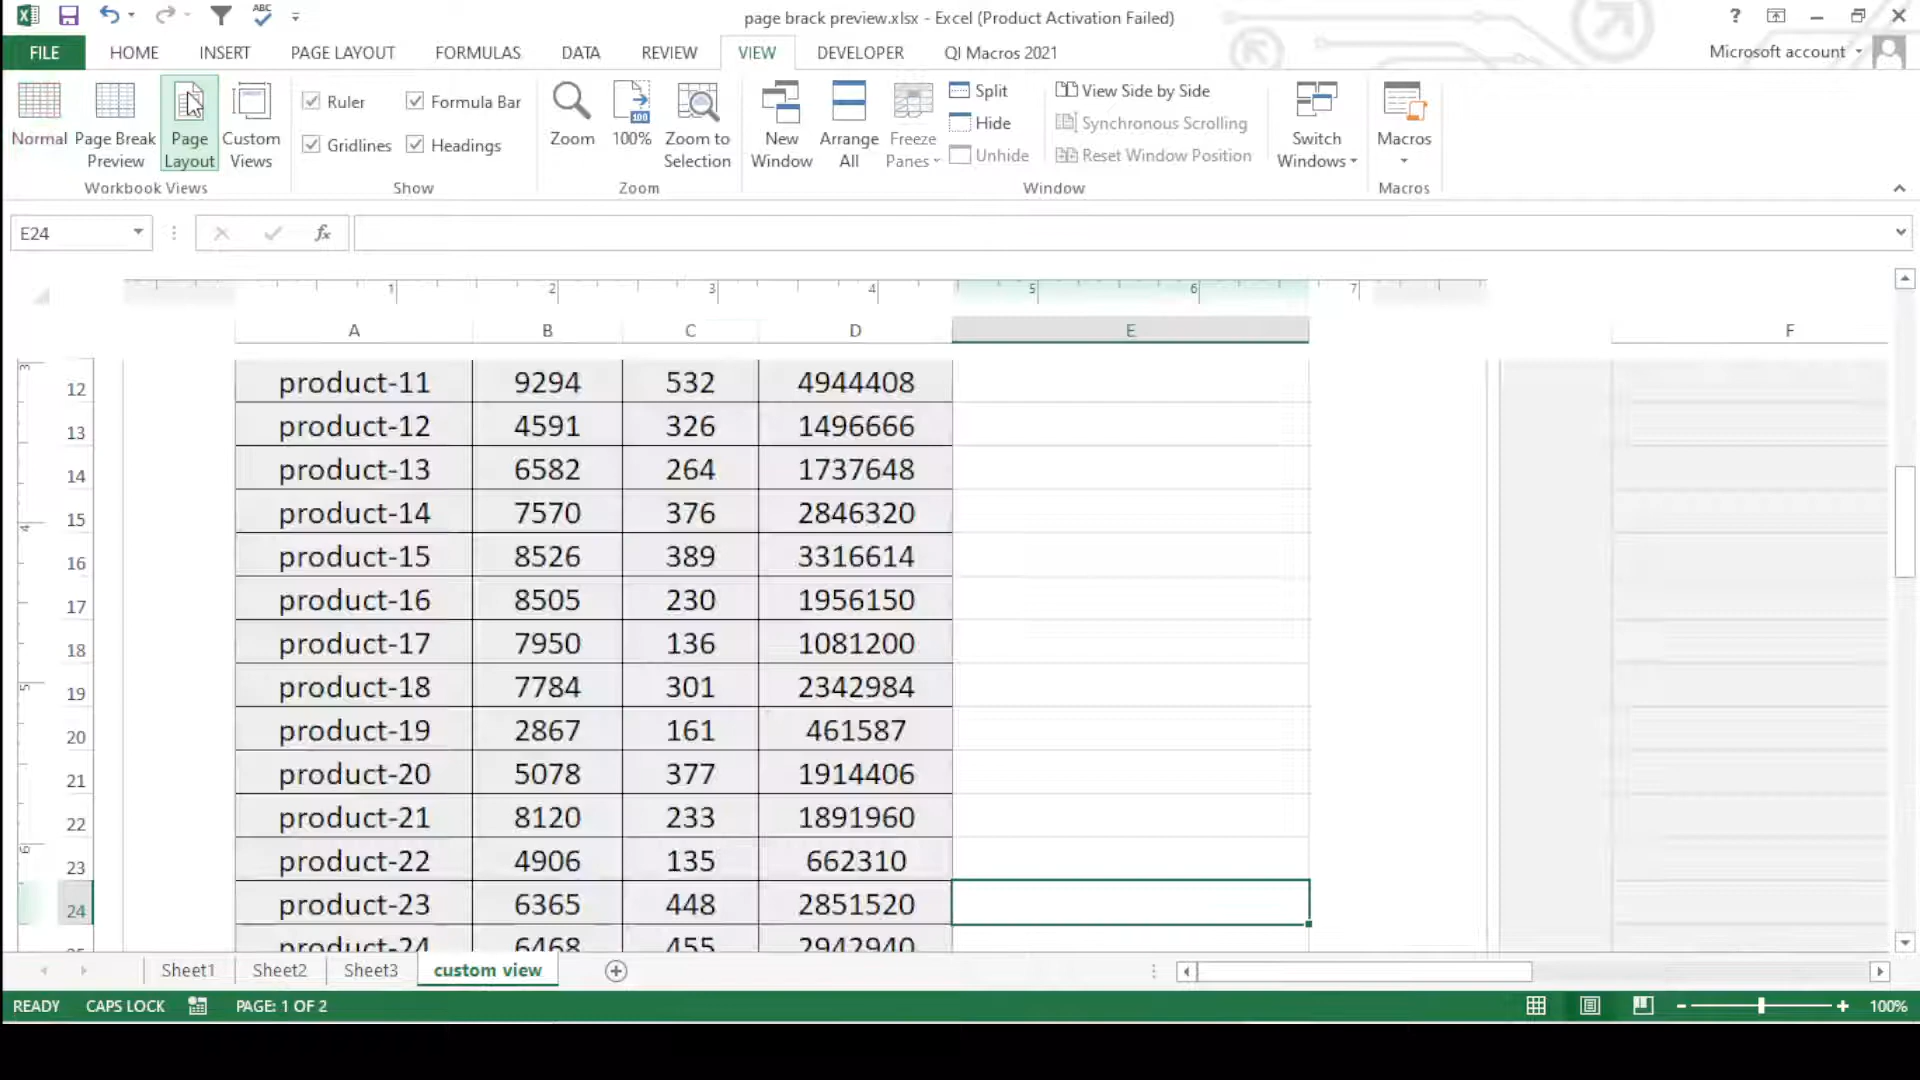 page brack preview.xlsx - Excel (Product Activation Failed)
FILE HOME INSERT PAGE LAYOUT FORMULAS DATA REVIEW VIEW DEVELOPER QI Macros 2021 Microsoft account
Normal Page Break Preview Page Layout Custom Views
Workbook Views
Ruler Formula Bar
Gridlines Headings
Show
Zoom 100% Zoom to Selection
Zoom
New Window Arrange All Freeze Panes
Split
Hide
Unhide
View Side by Side
Synchronous Scrolling
Reset Window Position
Switch Windows
Window
Macros
Macros
E24 fx
1 2 3 4 5 6 7
A B C D E F
12 product-11 9294 532 4944408
13 product-12 4591 326 1496666
14 product-13 6582 264 1737648
15 product-14 7570 376 2846320
16 product-15 8526 389 3316614
17 product-16 8505 230 1956150
18 product-17 7950 136 1081200
19 product-18 7784 301 2342984
20 product-19 2867 161 461587
21 product-20 5078 377 1914406
22 product-21 8120 233 1891960
23 product-22 4906 135 662310
24 product-23 6365 448 2851520
product-24 6468 455 2942940
3
4
5
6
Sheet1 Sheet2 Sheet3 custom view
READY CAPS LOCK PAGE: 1 OF 2 100%